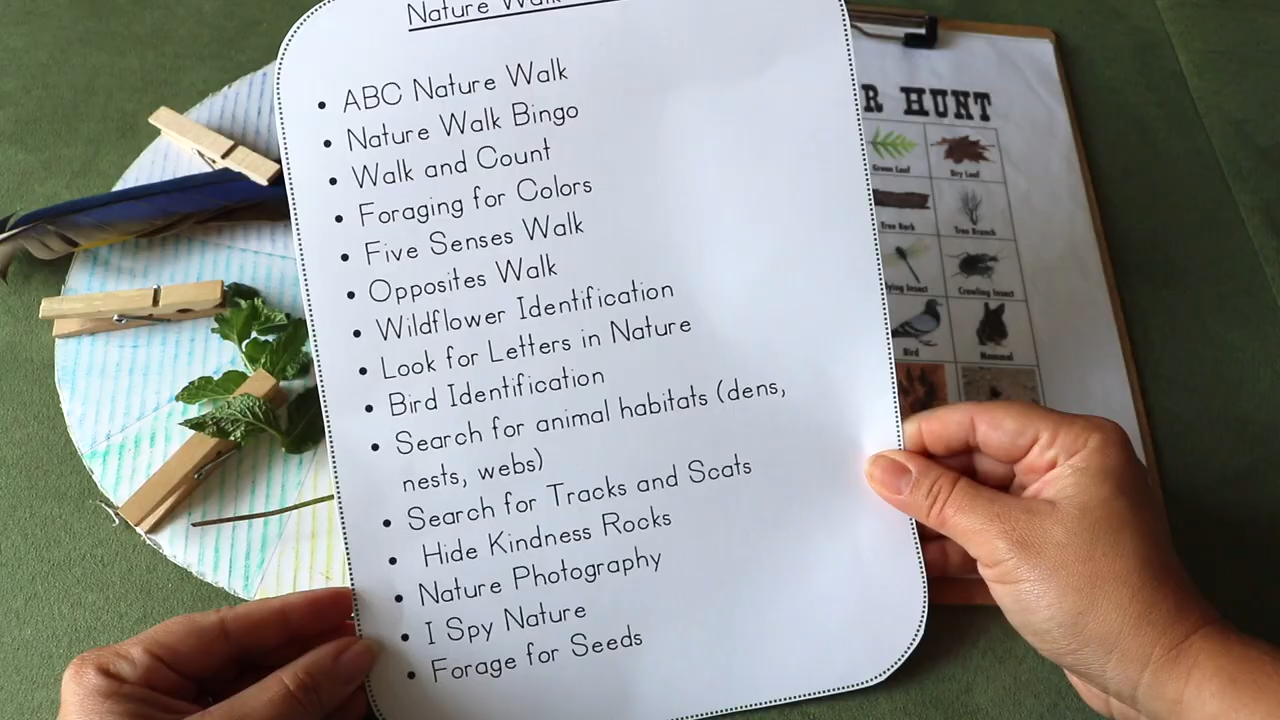 Nature Walk
• ABC Nature Walk
• Nature Walk Bingo
• Walk and Count
• Foraging for Colors
• Five Senses Walk
• Opposites Walk
• Wildflower Identification
• Look for Letters in Nature
• Bird Identification
• Search for animal habitats (dens,
nests, webs)
• Search for Tracks and Scats
• Hide Kindness Rocks
• Nature Photography
• I Spy Nature
• Forage for Seeds
R HUNT
Green Leaf
Dry Leaf
Tree Bark
Tree Branch
Insect
Crawling Insect
Bird
Mammal